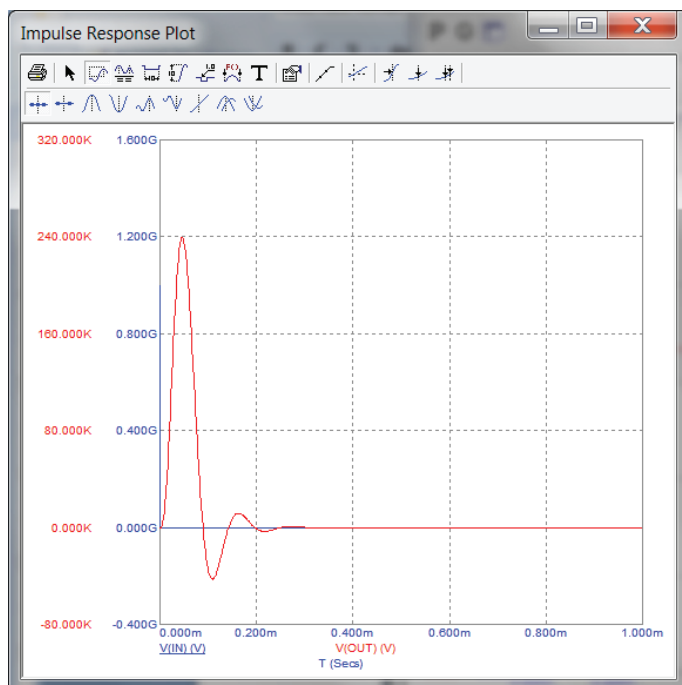 Impulse Response Plot
T
320.000K 1.600G
240.000K 1.200G
160.000K 0.800G
80.000K 0.400G
0.000K 0.000G
-80.000K -0.400G
0.000m 0.200m 0.400m 0.600m 0.800m 1.000m
V(IN) (V) V(OUT) (V)
T (Secs)